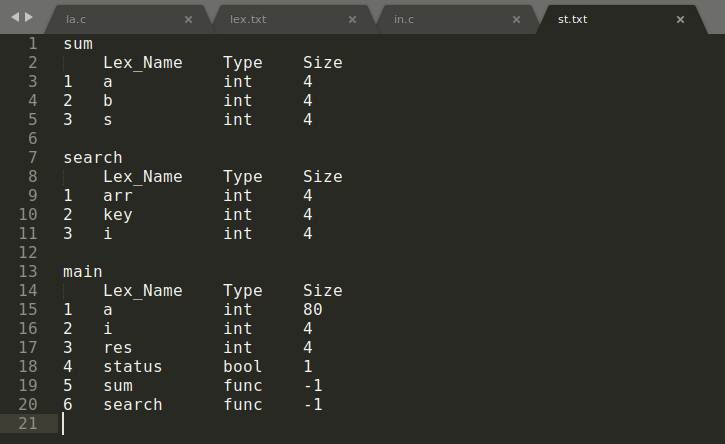 la.c × lex.txt × in.c × st.txt ×
1 sum
2 Lex_Name Type Size
3 1 a int 4
4 2 b int 4
5 3 s int 4
6
7 search
8 Lex_Name Type Size
9 1 arr int 4
10 2 key int 4
11 3 i int 4
12
13 main
14 Lex_Name Type Size
15 1 a int 80
16 2 i int 4
17 3 res int 4
18 4 status bool 1
19 5 sum func -1
20 6 search func -1
21